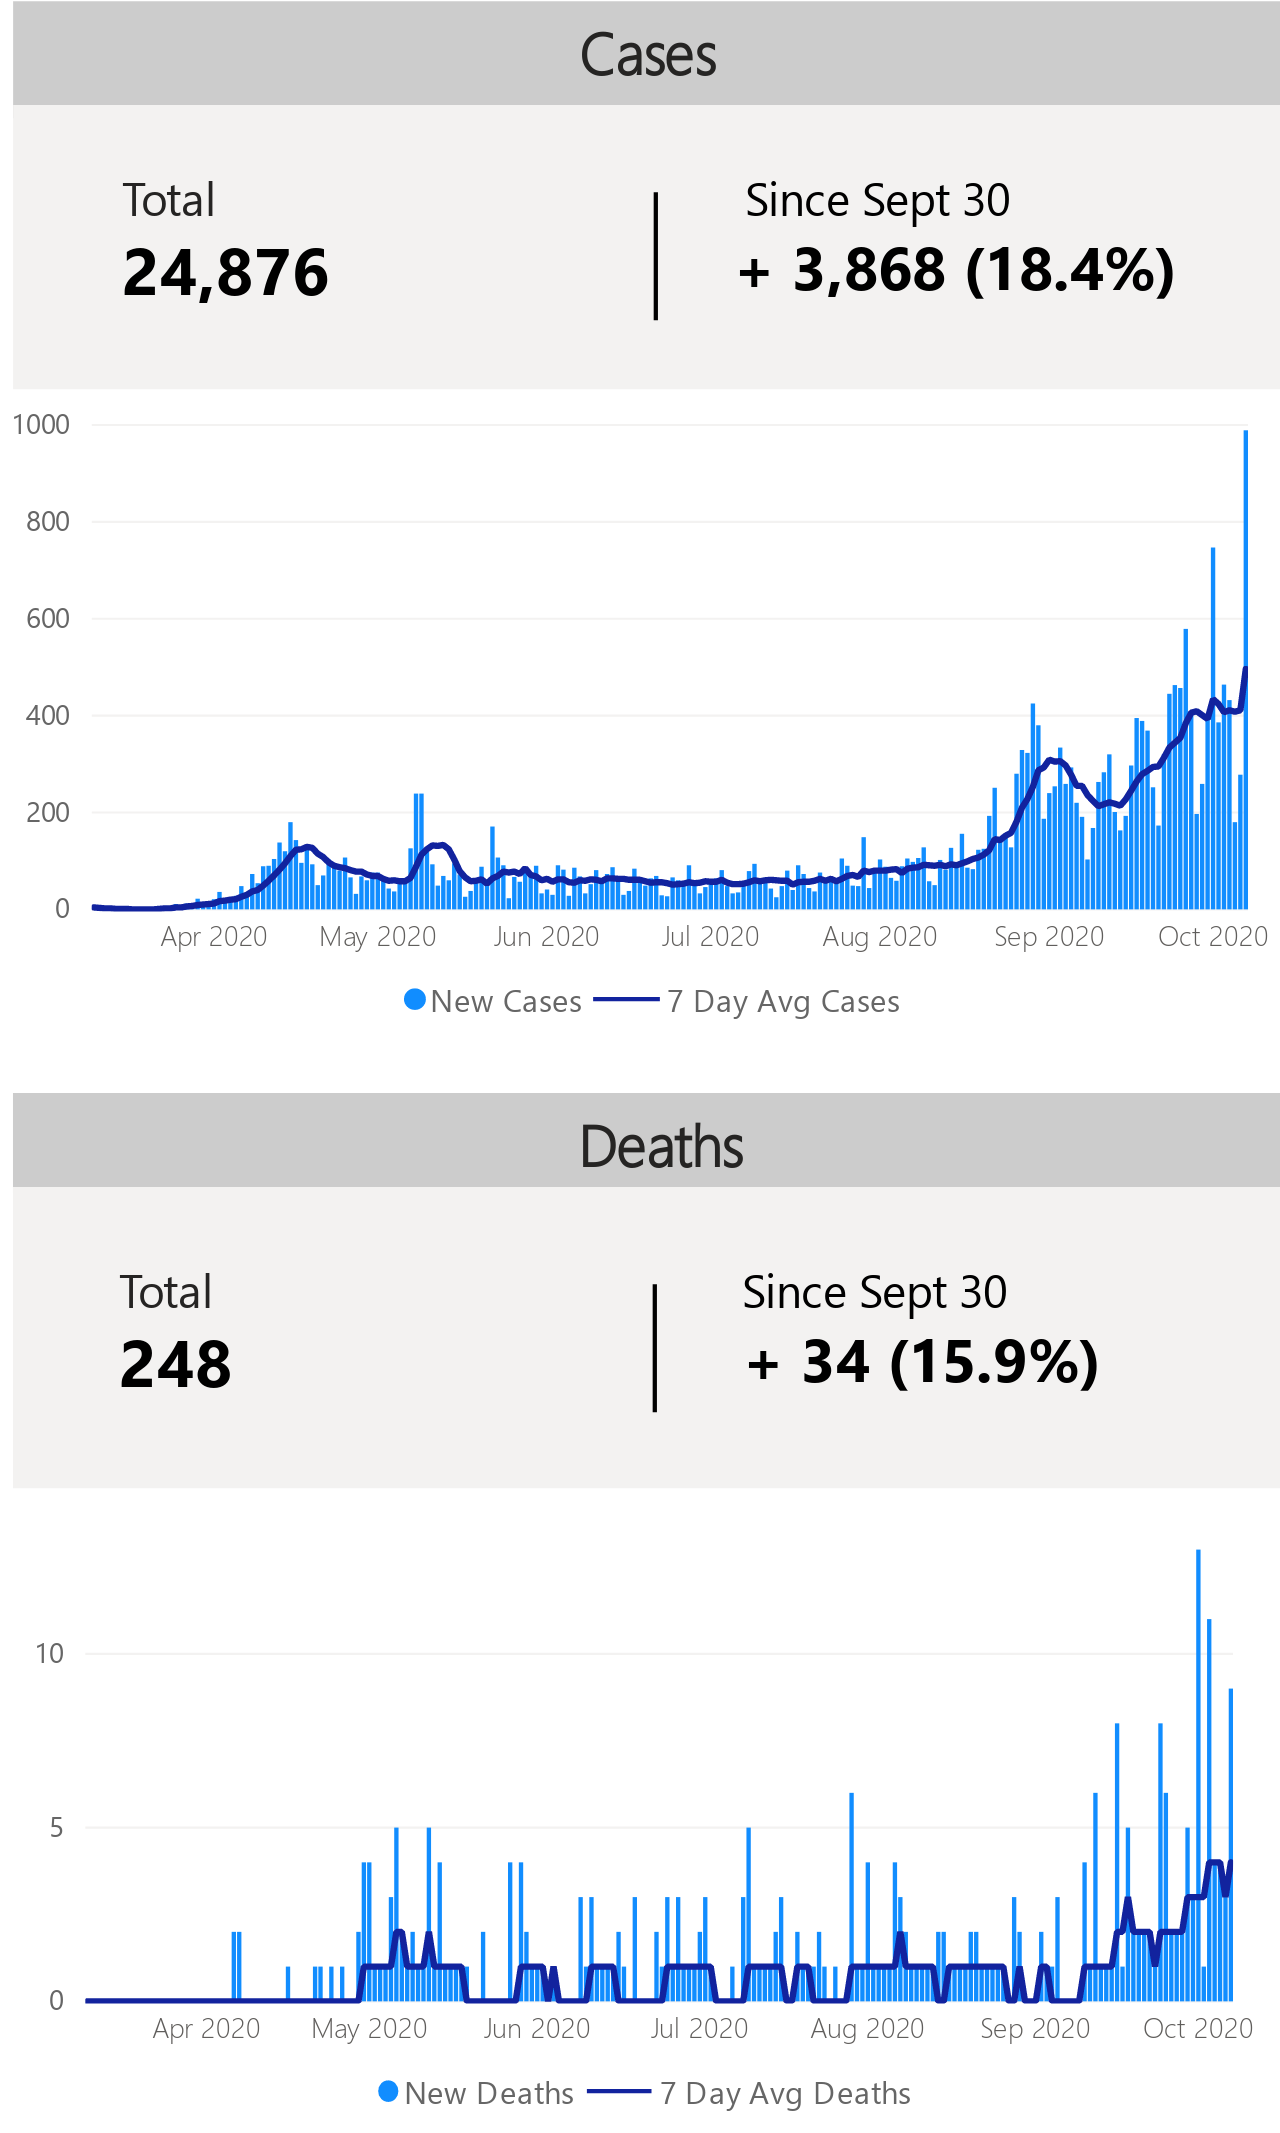 Cases
Total
Since Sept 30
24,876
+ 3,868 (18.4%)
1000
800
600
400
200
0
Apr 2020 May 2020 Jun 2020 Jul 2020 Aug 2020 Sep 2020 Oct 2020
New Cases 7 Day Avg Cases
Deaths
Total
Since Sept 30
248
+ 34 (15.9%)
10
5
0
Apr 2020 May 2020 Jun 2020 Jul 2020 Aug 2020 Sep 2020 Oct 2020
New Deaths 7 Day Avg Deaths